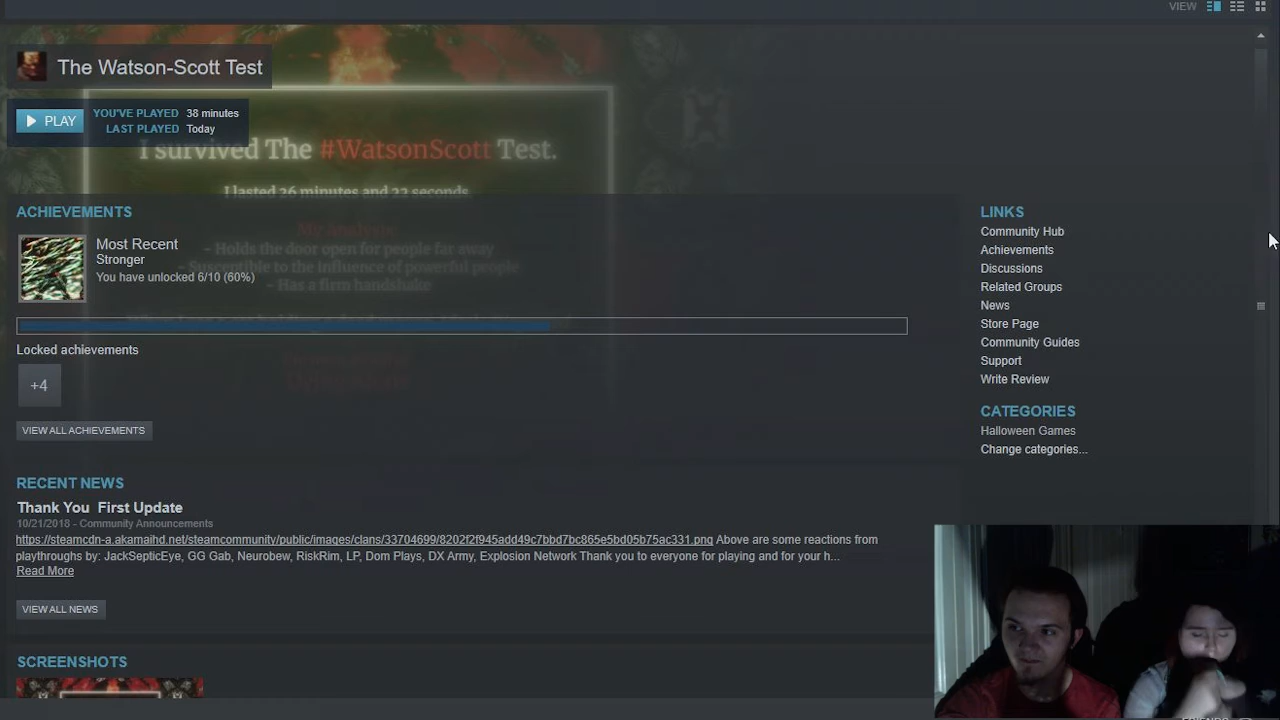 VIEW
The Watson-Scott Test
PLAY
YOU'VE PLAYED 38 minutes
LAST PLAYED Today
I survived The #WatsonScott Test.
I lasted 26 minutes and 22 seconds
My analysis:
- Holds the door open for people far away
- Susceptible to the influence of powerful people
- Has a firm handshake
ACHIEVEMENTS
Most Recent
Stronger
You have unlocked 6/10 (60%)
Locked achievements
+4
VIEW ALL ACHIEVEMENTS
RECENT NEWS
Thank You First Update
10/21/2018 - Community Announcements
https://steamcdn-a.akamaihd.net/steamcommunity/public/images/clans/33704699/8202f2f945add49c7bbd7bc865e5bd05b75ac331.png Above are some reactions from
playthroughs by: JackSepticEye, GG Gab, Neurobew, RiskRim, LP, Dom Plays, DX Army, Explosion Network Thank you to everyone for playing and for your h...
Read More
VIEW ALL NEWS
SCREENSHOTS
LINKS
Community Hub
Achievements
Discussions
Related Groups
News
Store Page
Community Guides
Support
Write Review
CATEGORIES
Halloween Games
Change categories...